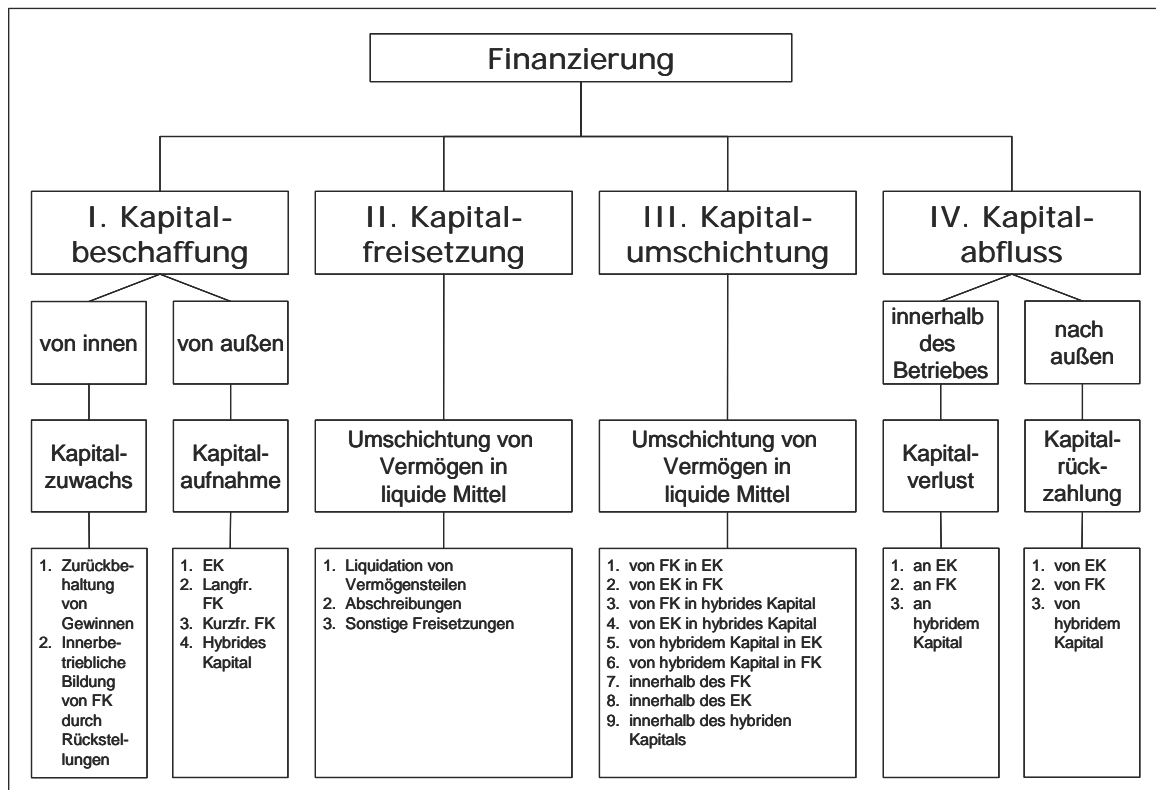 Finanzierung
I. Kapital-
beschaffung
II. Kapital-
freisetzung
III. Kapital-
umschichtung
IV. Kapital-
abfluss
von innen
von außen
innerhalb
des
Betriebes
nach
außen
Kapital-
zuwachs
Kapital-
aufnahme
Umschichtung von
Vermögen in
liquide Mittel
Umschichtung von
Vermögen in
liquide Mittel
Kapital-
verlust
Kapital-
rück-
zahlung
1. Zurückbe-
haltung
von
Gewinnen
2. Innerbe-
triebliche
Bildung
von FK
durch
Rückstel-
lungen
1. EK
2. Langfr.
FK
3. Kurzfr. FK
4. Hybrides
Kapital
1. Liquidation von
Vermögensteilen
2. Abschreibungen
3. Sonstige Freisetzungen
1. von FK in EK
2. von EK in FK
3. von FK in hybrides Kapital
4. von EK in hybrides Kapital
5. von hybridem Kapital in EK
6. von hybridem Kapital in FK
7. innerhalb des FK
8. innerhalb des EK
9. innerhalb des hybriden
Kapitals
1. an EK
2. an FK
3. an
hybridem
Kapital
1. von EK
2. von FK
3. von
hybridem
Kapital